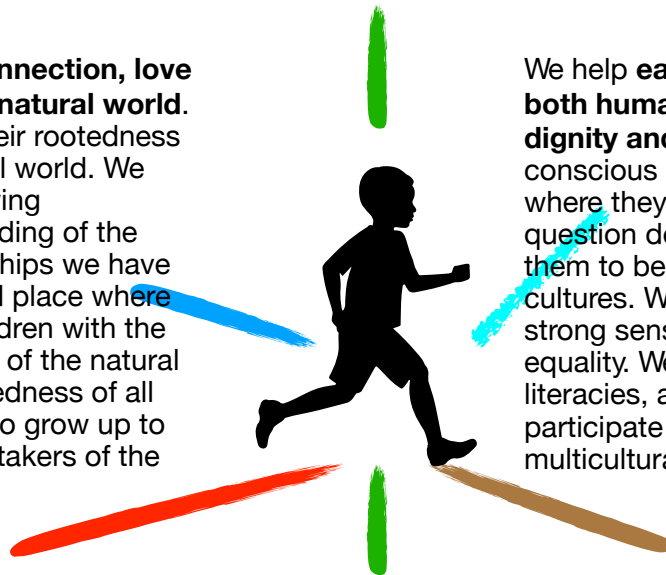 nnection, love
natural world.
eir rootedness
l world. We
ing
ding of the
hips we have
l place where
dren with the
of the natural
edness of all
o grow up to
takers of the
We help ea
both huma
dignity and
conscious
where they
question de
them to be
cultures. W
strong sens
equality. We
literacies, a
participate
multicultura